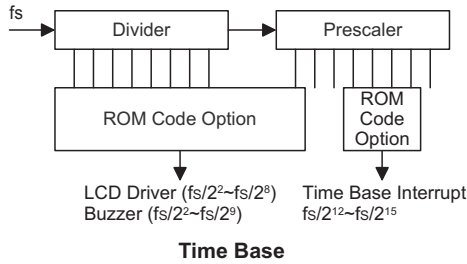 fs
Divider
Prescaler
ROM Code Option
ROM
Code
Option
LCD Driver (fs/2²~fs/2⁸)
Buzzer (fs/2²~fs/2⁹)
Time Base Interrupt
fs/2¹²~fs/2¹⁵
Time Base